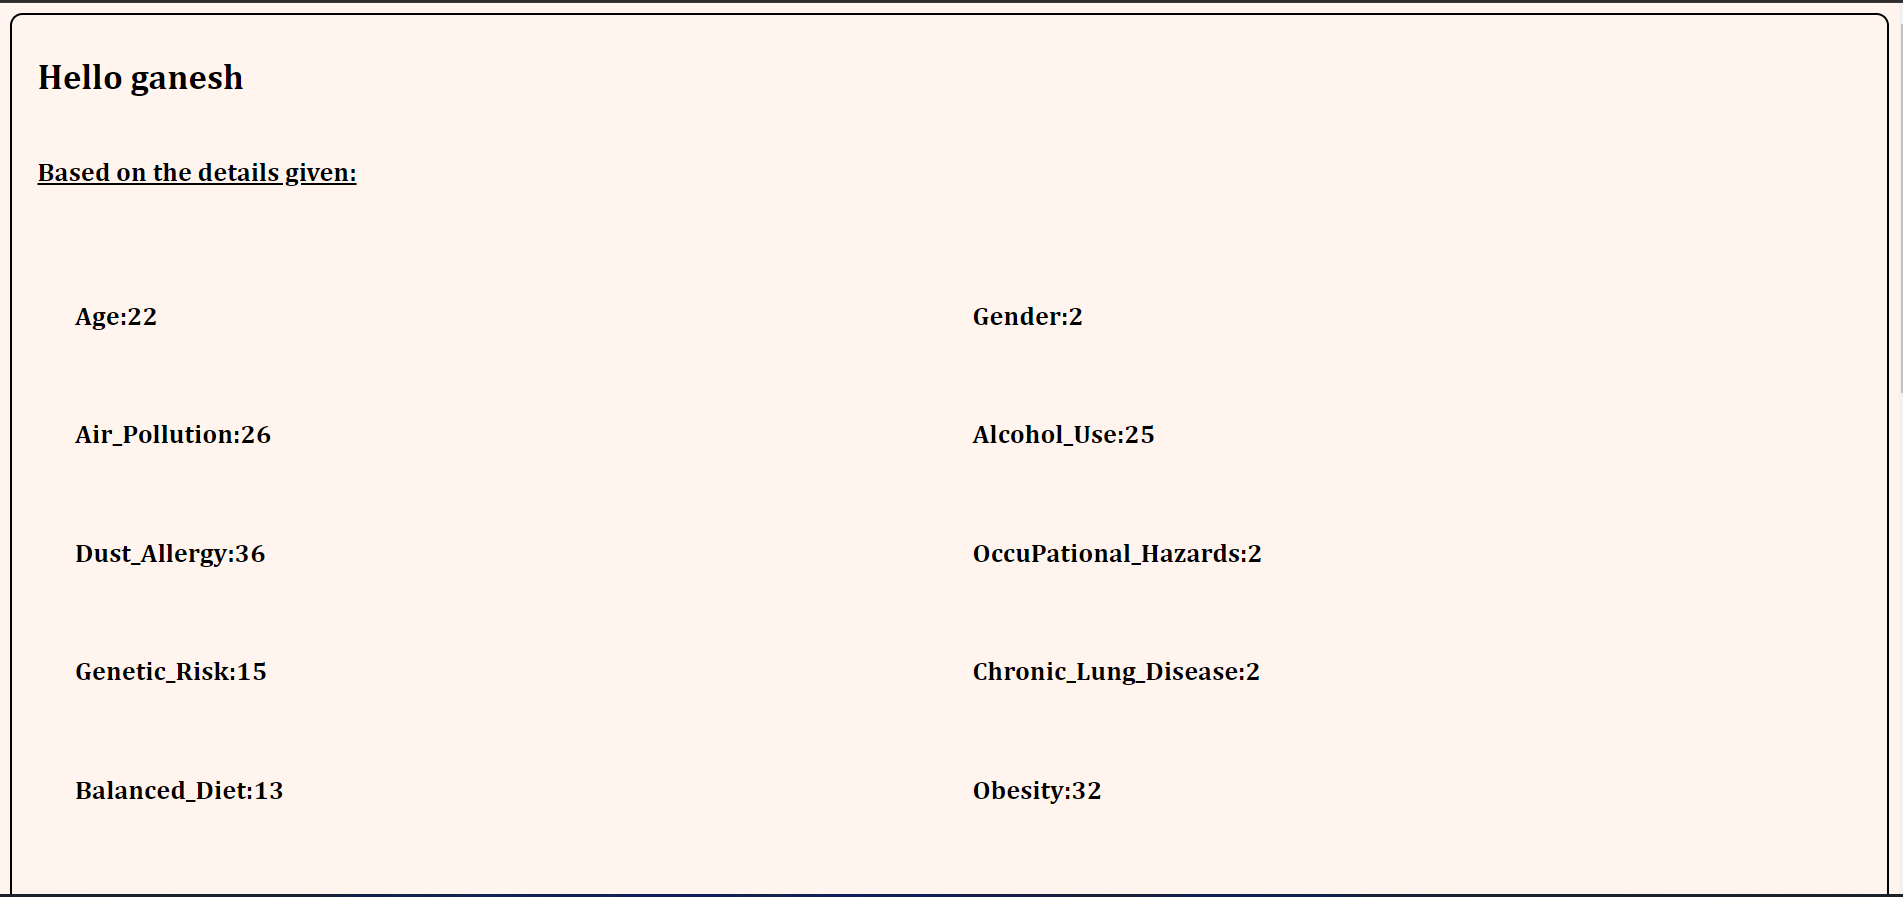 Hello ganesh
Based on the details given:
Age:22
Gender:2
Air_Pollution:26
Alcohol_Use:25
Dust_Allergy:36
OccuPational_Hazards:2
Genetic_Risk:15
Chronic_Lung_Disease:2
Balanced_Diet:13
Obesity:32